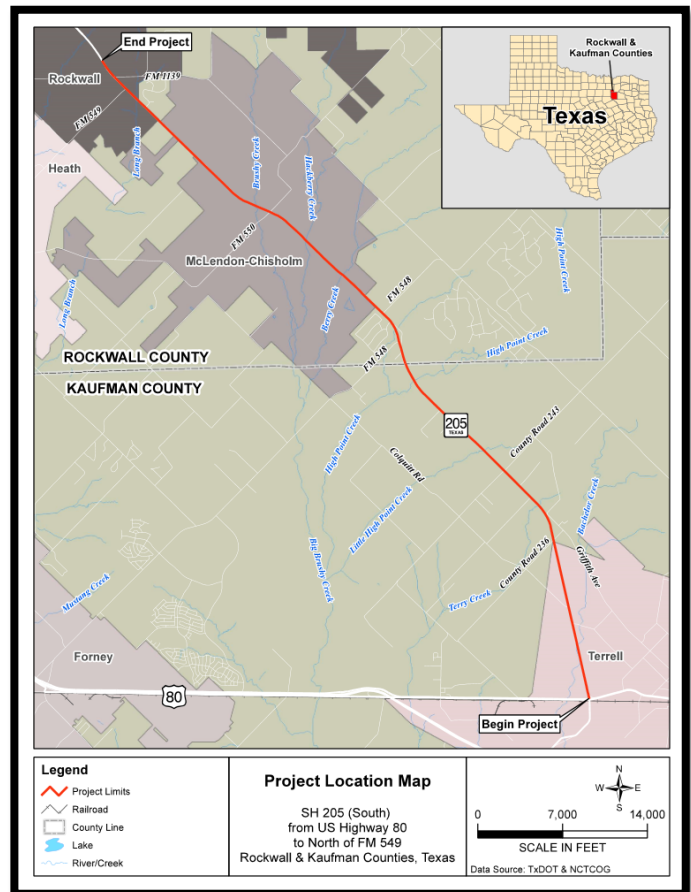 End Project
Rockwall
FM 1139
FM 549
Long Branch
Heath
Brushy Creek
Hackberry Creek
FM 550
McLendon-Chisholm
Long Branch
Berry Creek
FM 548
High Point Creek
Rockwall &
Kaufman Counties
Texas
ROCKWALL COUNTY
KAUFMAN COUNTY
FM 548
High Point Creek
205
TEXAS
County Road 243
High Point Creek
Colquitt Rd
Little High Point Creek
Bachelor Creek
Big Brushy Creek
County Road 236
Griffith Ave
Mustang Creek
Terry Creek
Forney
Terrell
80
Begin Project
Legend
Project Limits
Railroad
County Line
Lake
River/Creek
Project Location Map
SH 205 (South)
from US Highway 80
to North of FM 549
Rockwall & Kaufman Counties, Texas
N
W E
S
0 7,000 14,000
SCALE IN FEET
Data Source: TxDOT & NCTCOG